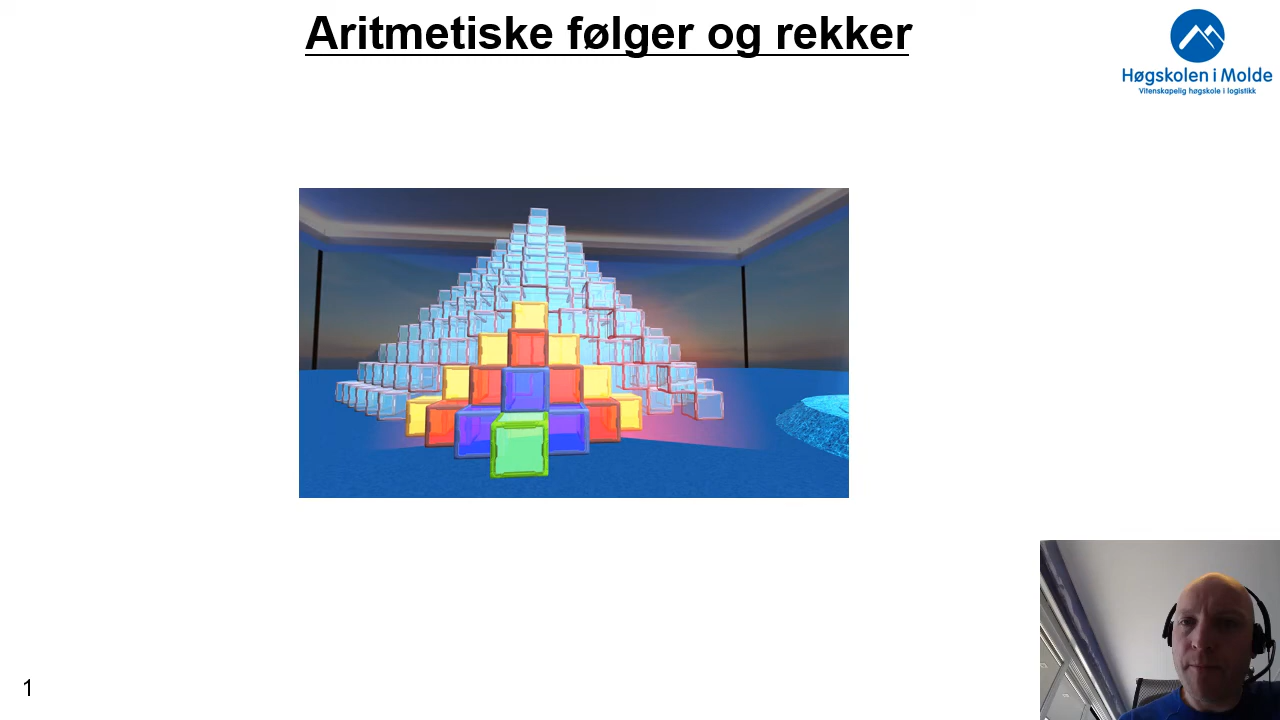 Aritmetiske følger og rekker
Høgskolen i Molde
Vitenskapelig høgskole i logistikk
1